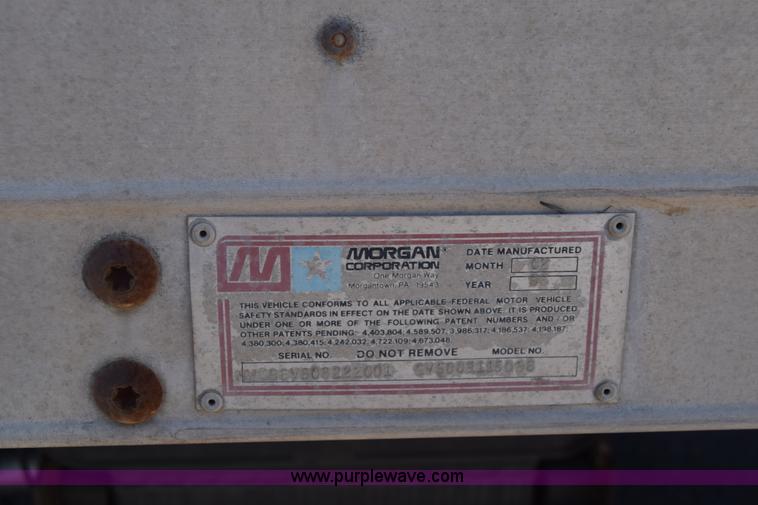 M
MORGAN
CORPORATION
One Morgan Way
Morgantown, PA. 19543
DATE MANUFACTURED
MONTH
YEAR
THIS VEHICLE CONFORMS TO ALL APPLICABLE FEDERAL MOTOR VEHICLE
SAFETY STANDARDS IN EFFECT ON THE DATE SHOWN ABOVE. IT IS PRODUCED
UNDER ONE OR MORE OF THE FOLLOWING PATENT NUMBERS AND/OR
OTHER PATENTS PENDING: 4,403,804; 4,589,507; 3,986,317; 4,186,537; 4,198,187;
4,380,300; 4,380,415; 4,242,032; 4,722,109; 4,673,048.
SERIAL NO. DO NOT REMOVE MODEL NO.
www.purplewave.com